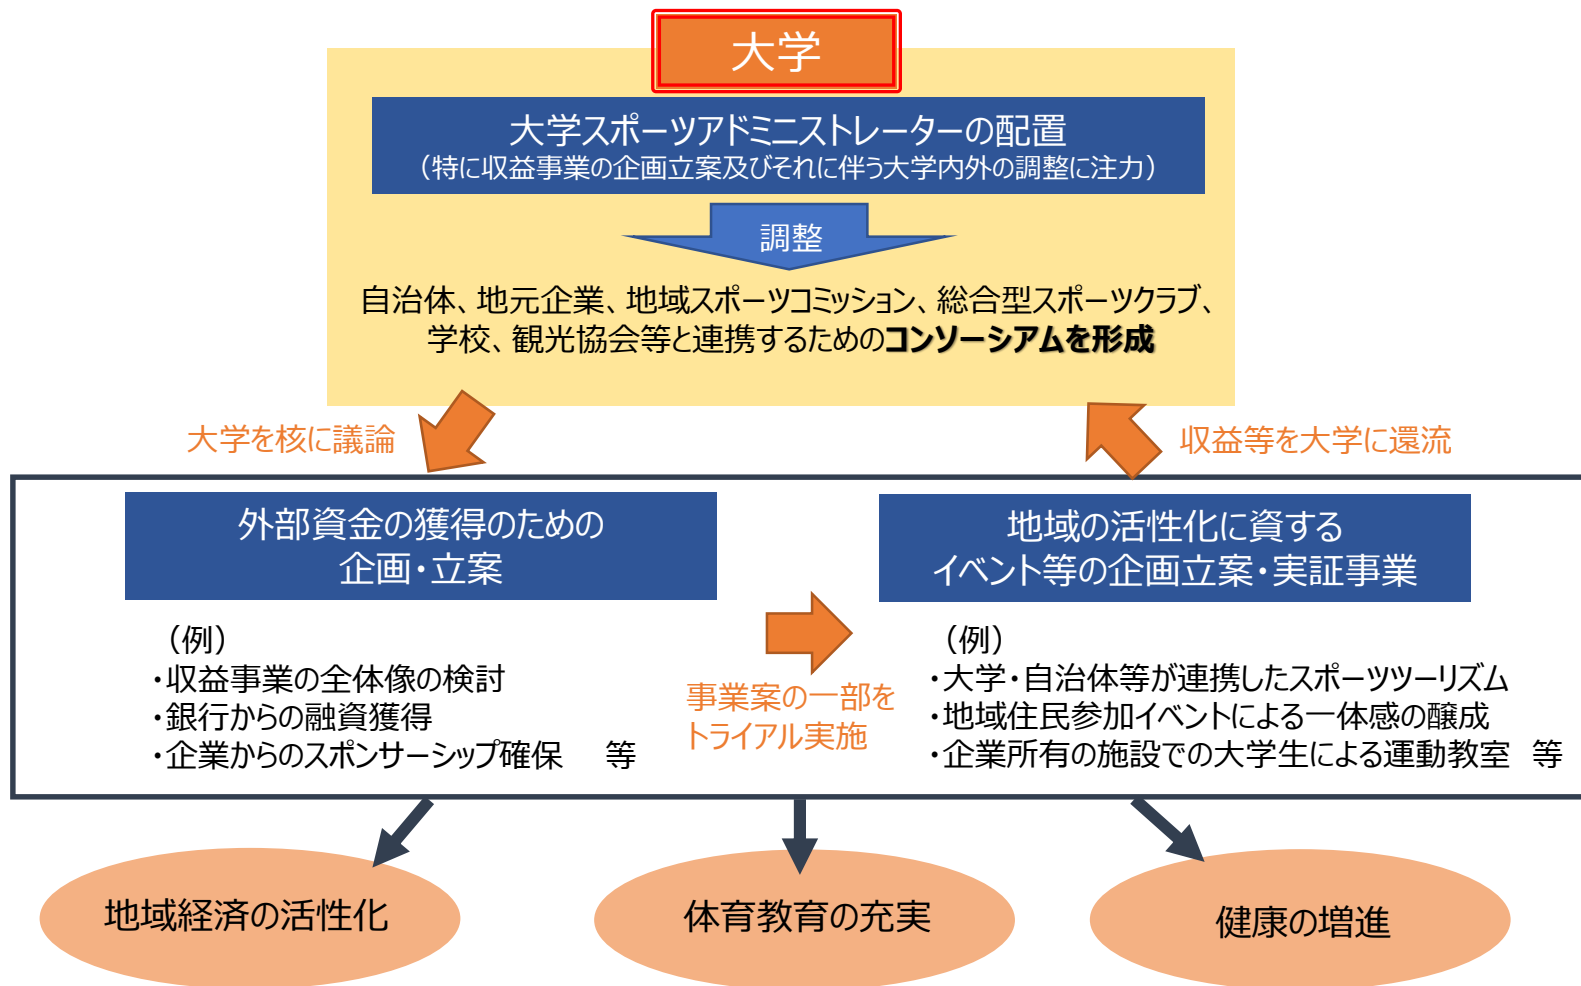 大学
大学スポーツアドミニストレーターの配置
（特に収益事業の企画立案及びそれに伴う大学内外の調整に注力）
調整
自治体、地元企業、地域スポーツコミッション、総合型スポーツクラブ、
学校、観光協会等と連携するためのコンソーシアムを形成
大学を核に議論
収益等を大学に還流
外部資金の獲得のための
企画・立案
（例）
・収益事業の全体像の検討
・銀行からの融資獲得
・企業からのスポンサーシップ確保　等
事業案の一部を
トライアル実施
地域の活性化に資する
イベント等の企画立案・実証事業
（例）
・大学・自治体等が連携したスポーツツーリズム
・地域住民参加イベントによる一体感の醸成
・企業所有の施設での大学生による運動教室　等
地域経済の活性化
体育教育の充実
健康の増進